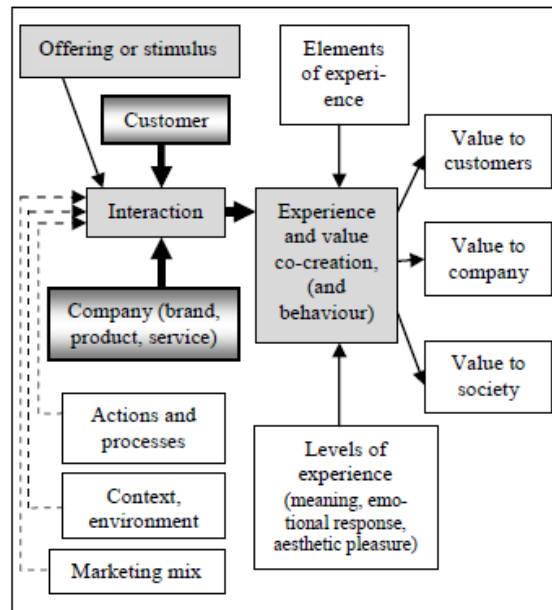 Offering or stimulus
Customer
Interaction
Company (brand,
product, service)
Actions and
processes
Context,
environment
Marketing mix
Elements
of experi-
ence
Experience
and value
co-creation,
(and
behaviour)
Levels of
experience
(meaning, emo-
tional response,
aesthetic pleasure)
Value to
customers
Value to
company
Value to
society